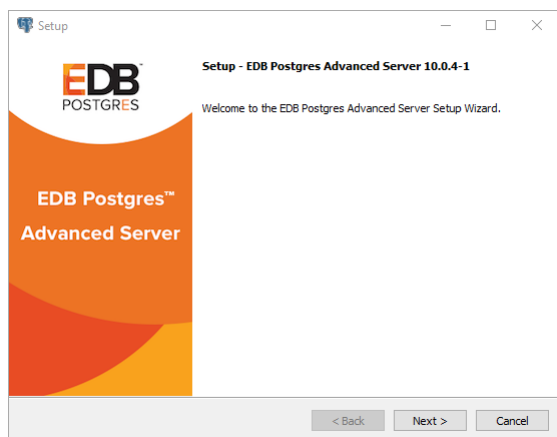 Setup
EDB
POSTGRES
EDB Postgres™
Advanced Server
Setup - EDB Postgres Advanced Server 10.0.4-1
Welcome to the EDB Postgres Advanced Server Setup Wizard.
< Back
Next >
Cancel